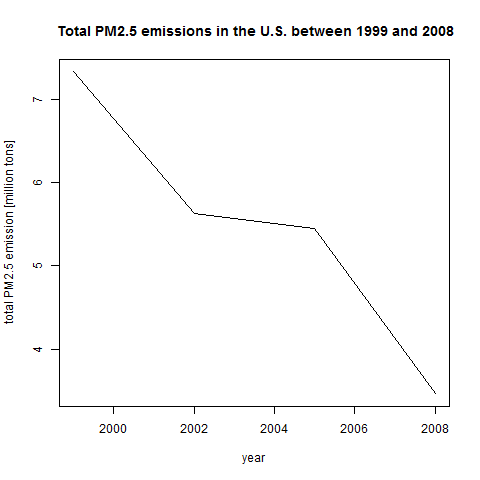 Total PM2.5 emissions in the U.S. between 1999 and 2008
total PM2.5 emission [million tons]
7
6
5
4
2000 2002 2004 2006 2008
year